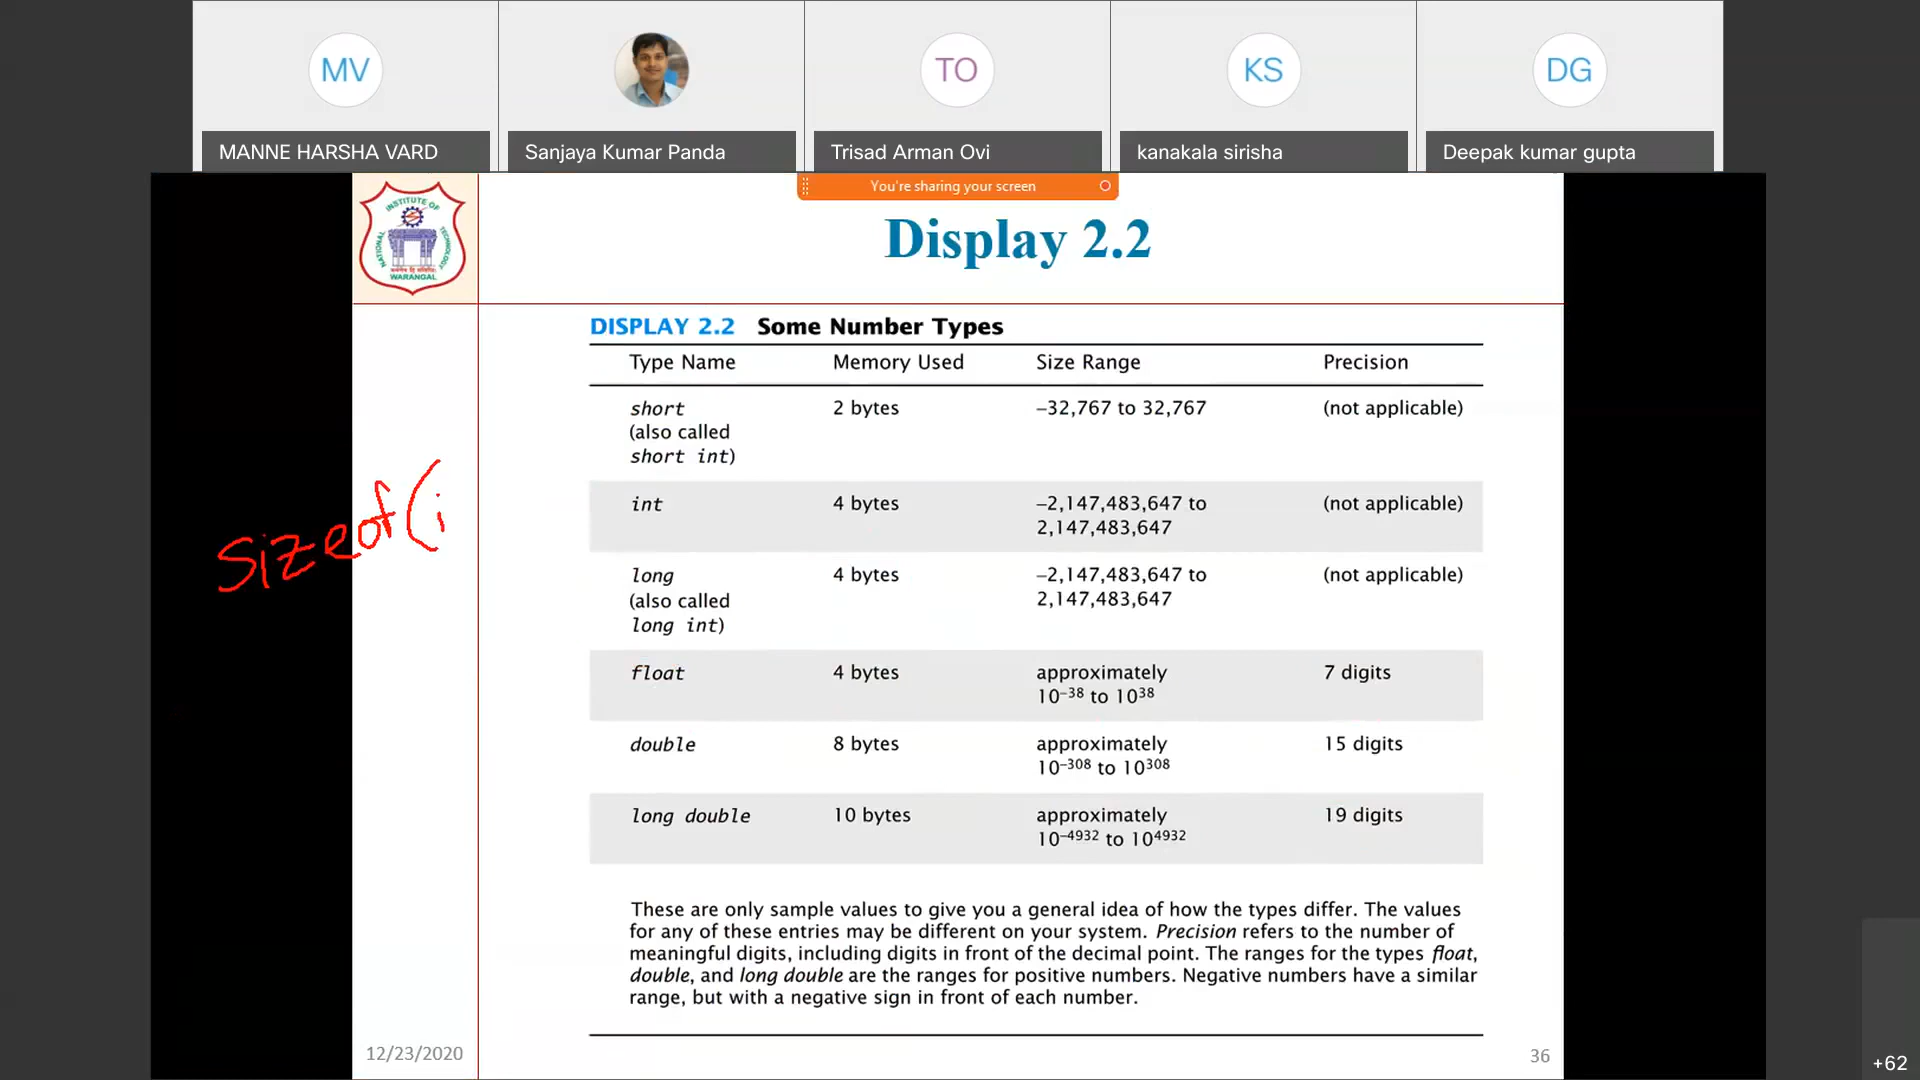 MV
TO
KS
DG
MANNE HARSHA VARD
Sanjaya Kumar Panda
Trisad Arman Ovi
kanakala sirisha
Deepak kumar gupta
You're sharing your screen
INSTITUTE OF
NATIONAL
TECHNOLOGY
WARANGAL
Display 2.2
DISPLAY 2.2 Some Number Types
Type Name Memory Used Size Range Precision
short 2 bytes –32,767 to 32,767 (not applicable)
(also called
short int)
int 4 bytes –2,147,483,647 to (not applicable)
2,147,483,647
long 4 bytes –2,147,483,647 to (not applicable)
(also called 2,147,483,647
long int)
float 4 bytes approximately 7 digits
10⁻³⁸ to 10³⁸
double 8 bytes approximately 15 digits
10⁻³⁰⁸ to 10³⁰⁸
long double 10 bytes approximately 19 digits
10⁻⁴⁹³² to 10⁴⁹³²
sizeof(i
These are only sample values to give you a general idea of how the types differ. The values
for any of these entries may be different on your system. Precision refers to the number of
meaningful digits, including digits in front of the decimal point. The ranges for the types float,
double, and long double are the ranges for positive numbers. Negative numbers have a similar
range, but with a negative sign in front of each number.
12/23/2020
36
+62